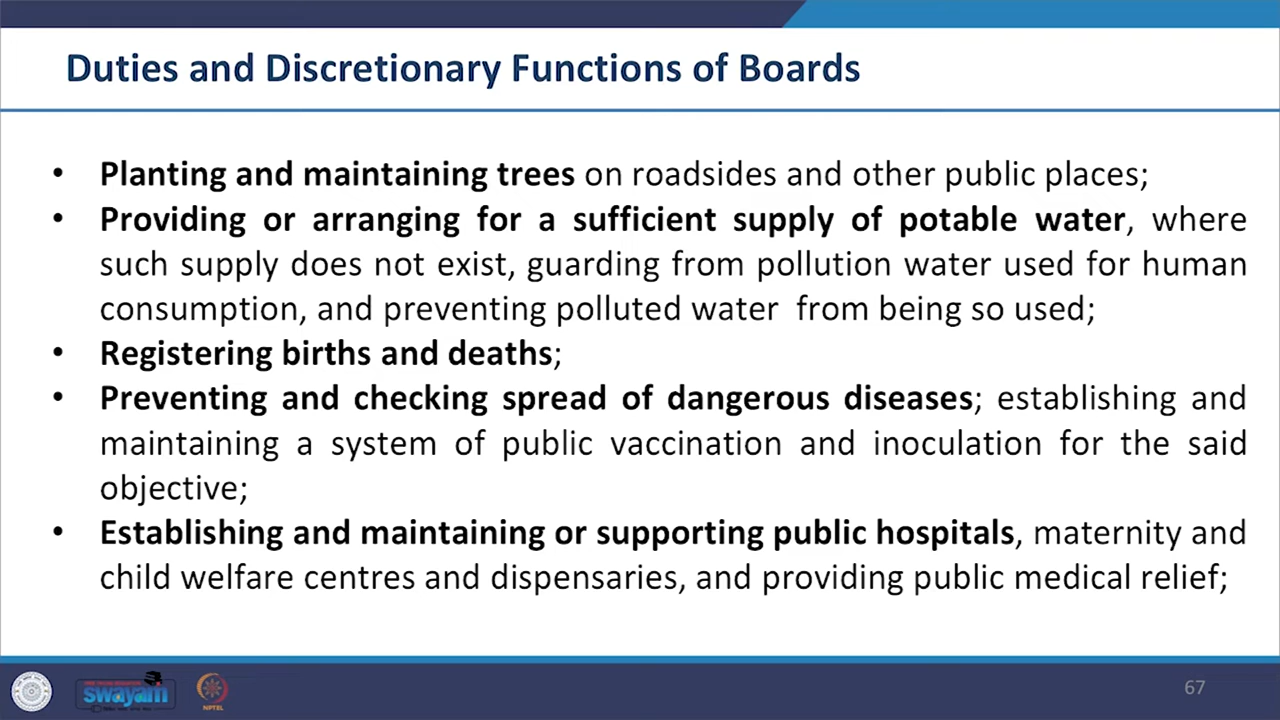 Duties and Discretionary Functions of Boards
• Planting and maintaining trees on roadsides and other public places;
• Providing or arranging for a sufficient supply of potable water, where
such supply does not exist, guarding from pollution water used for human
consumption, and preventing polluted water from being so used;
• Registering births and deaths;
• Preventing and checking spread of dangerous diseases; establishing and
maintaining a system of public vaccination and inoculation for the said
objective;
• Establishing and maintaining or supporting public hospitals, maternity and
child welfare centres and dispensaries, and providing public medical relief;
swayam
NPTEL
67